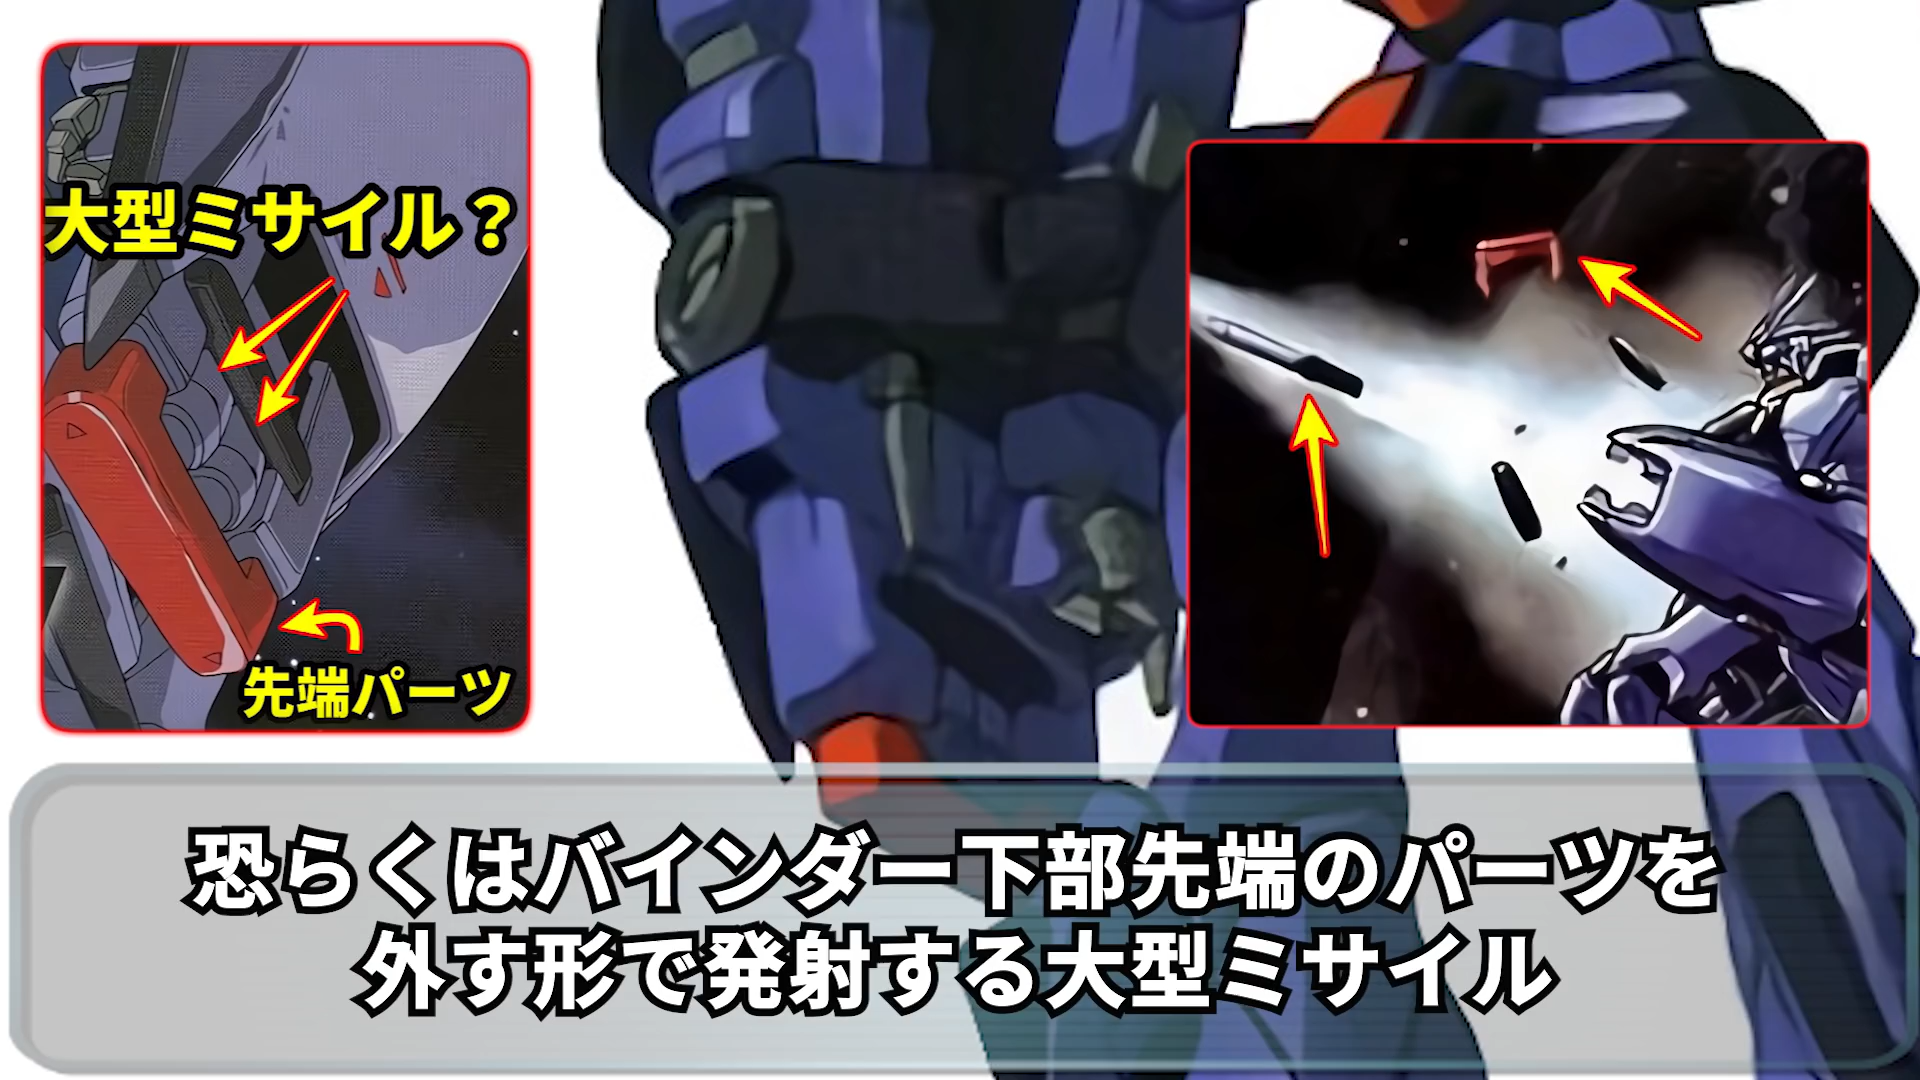 大型ミサイル？
先端パーツ
恐らくはバインダー下部先端のパーツを
外す形で発射する大型ミサイル